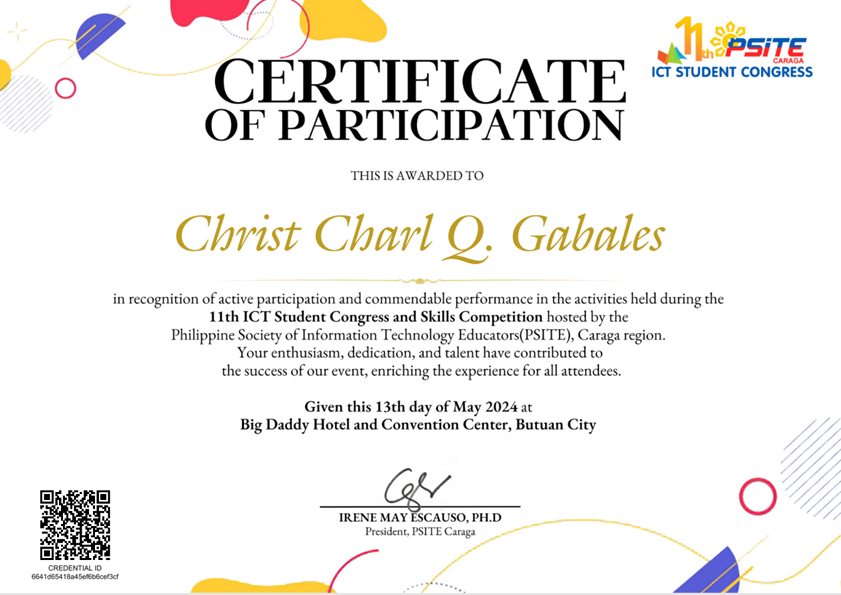 11th PSITE
CARAGA
ICT STUDENT CONGRESS
CERTIFICATE
OF PARTICIPATION
THIS IS AWARDED TO
Christ Charl Q. Gabales
in recognition of active participation and commendable performance in the activities held during the
11th ICT Student Congress and Skills Competition hosted by the
Philippine Society of Information Technology Educators(PSITE), Caraga region.
Your enthusiasm, dedication, and talent have contributed to
the success of our event, enriching the experience for all attendees.
Given this 13th day of May 2024 at
Big Daddy Hotel and Convention Center, Butuan City
IRENE MAY ESCAUSO, PH.D
President, PSITE Caraga
CREDENTIAL ID
6641d65418a45ef6b6cef3cf